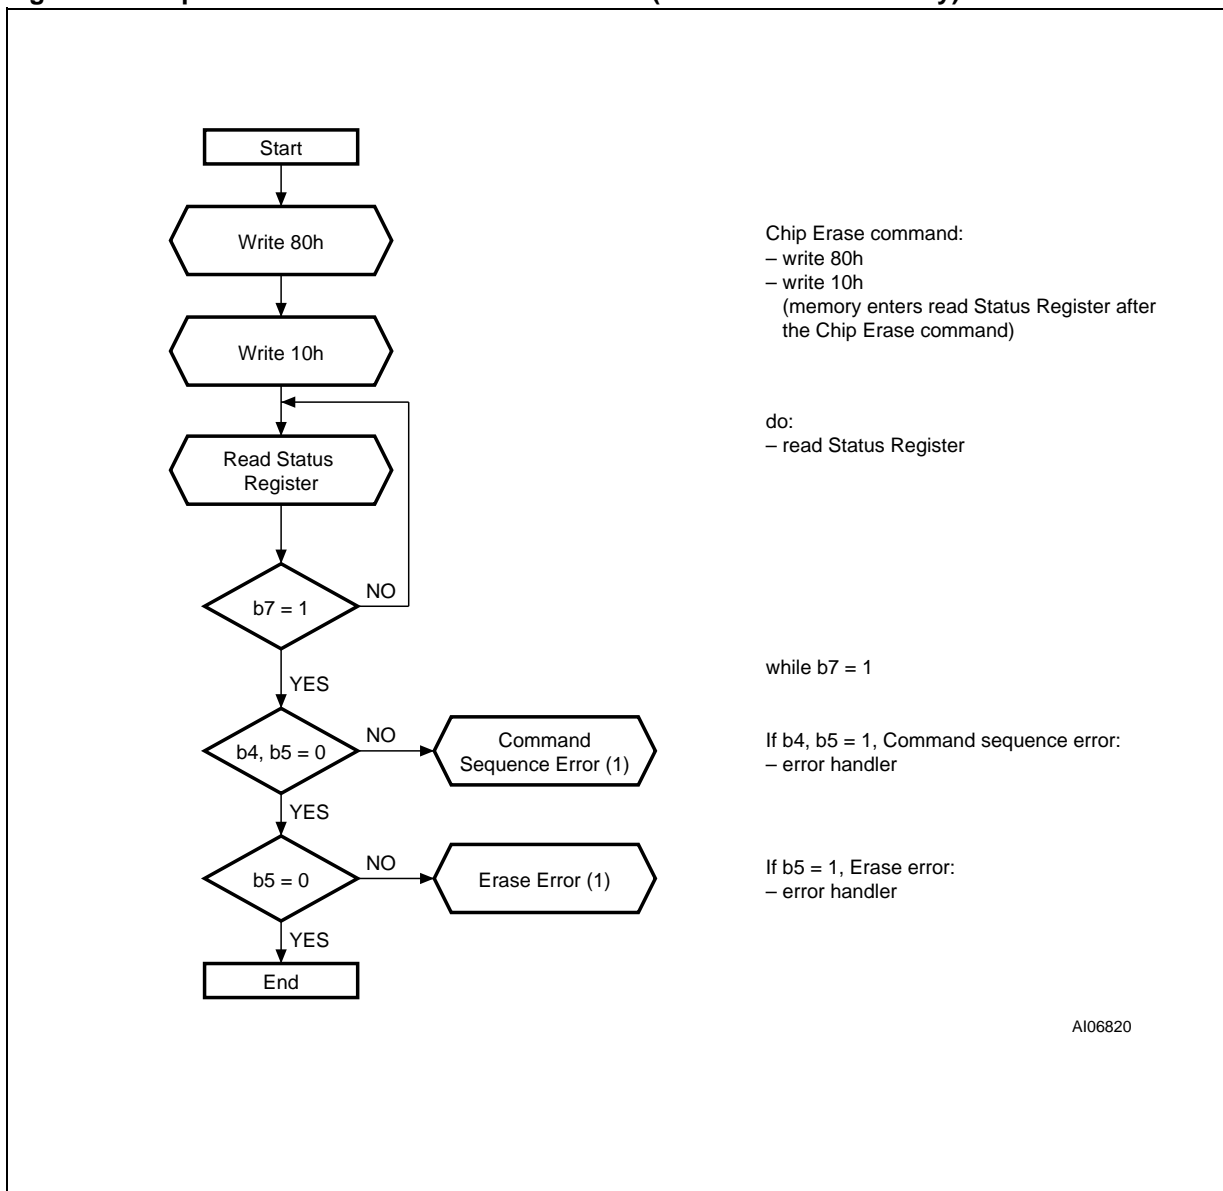 Start
Write 80h
Write 10h
Read Status
Register
b7 = 1
NO
YES
b4, b5 = 0
NO
Command
Sequence Error (1)
YES
b5 = 0
NO
Erase Error (1)
YES
End
Chip Erase command:
– write 80h
– write 10h
(memory enters read Status Register after
the Chip Erase command)
do:
– read Status Register
while b7 = 1
If b4, b5 = 1, Command sequence error:
– error handler
If b5 = 1, Erase error:
– error handler
AI06820